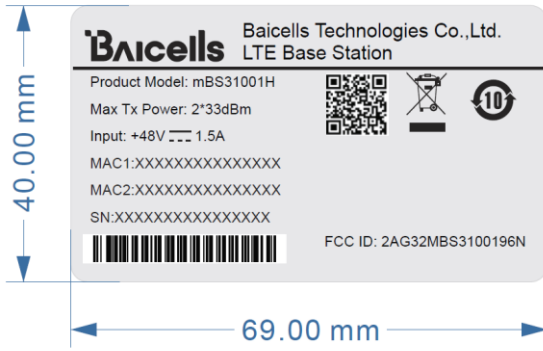 Baicells
Baicells Technologies Co.,Ltd.
LTE Base Station
Product Model: mBS31001H
Max Tx Power: 2*33dBm
Input: +48V 1.5A
MAC1:XXXXXXXXXXXXXXX
MAC2:XXXXXXXXXXXXXXX
SN:XXXXXXXXXXXXXXXX
10
FCC ID: 2AG32MBS3100196N
40.00 mm
69.00 mm